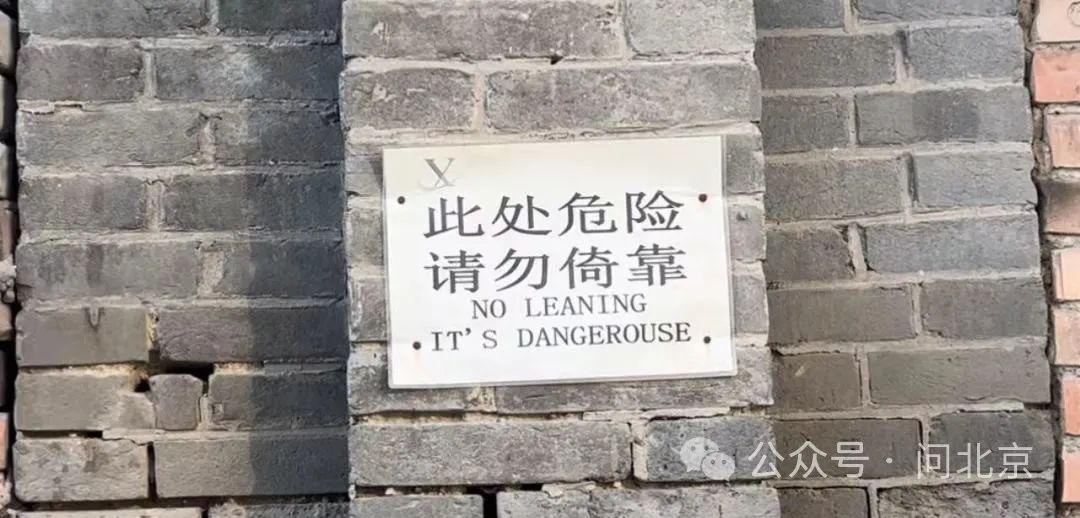 X
此处危险
请勿倚靠
NO LEANING
IT'S DANGEROUSE
公众号·问北京